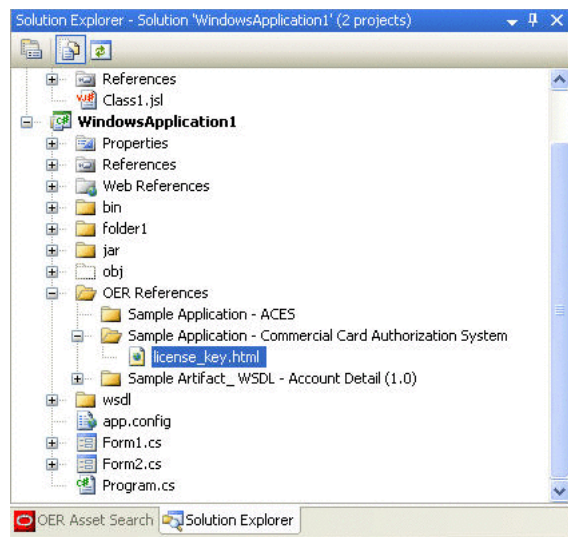 Solution Explorer - Solution 'WindowsApplication1' (2 projects)
References
Class1.jsl
WindowsApplication1
Properties
References
Web References
bin
folder1
jar
obj
OER References
Sample Application - ACES
Sample Application - Commercial Card Authorization System
license_key.html
Sample Artifact_ WSDL - Account Detail (1.0)
wsdl
app.config
Form1.cs
Form2.cs
Program.cs
OER Asset Search Solution Explorer